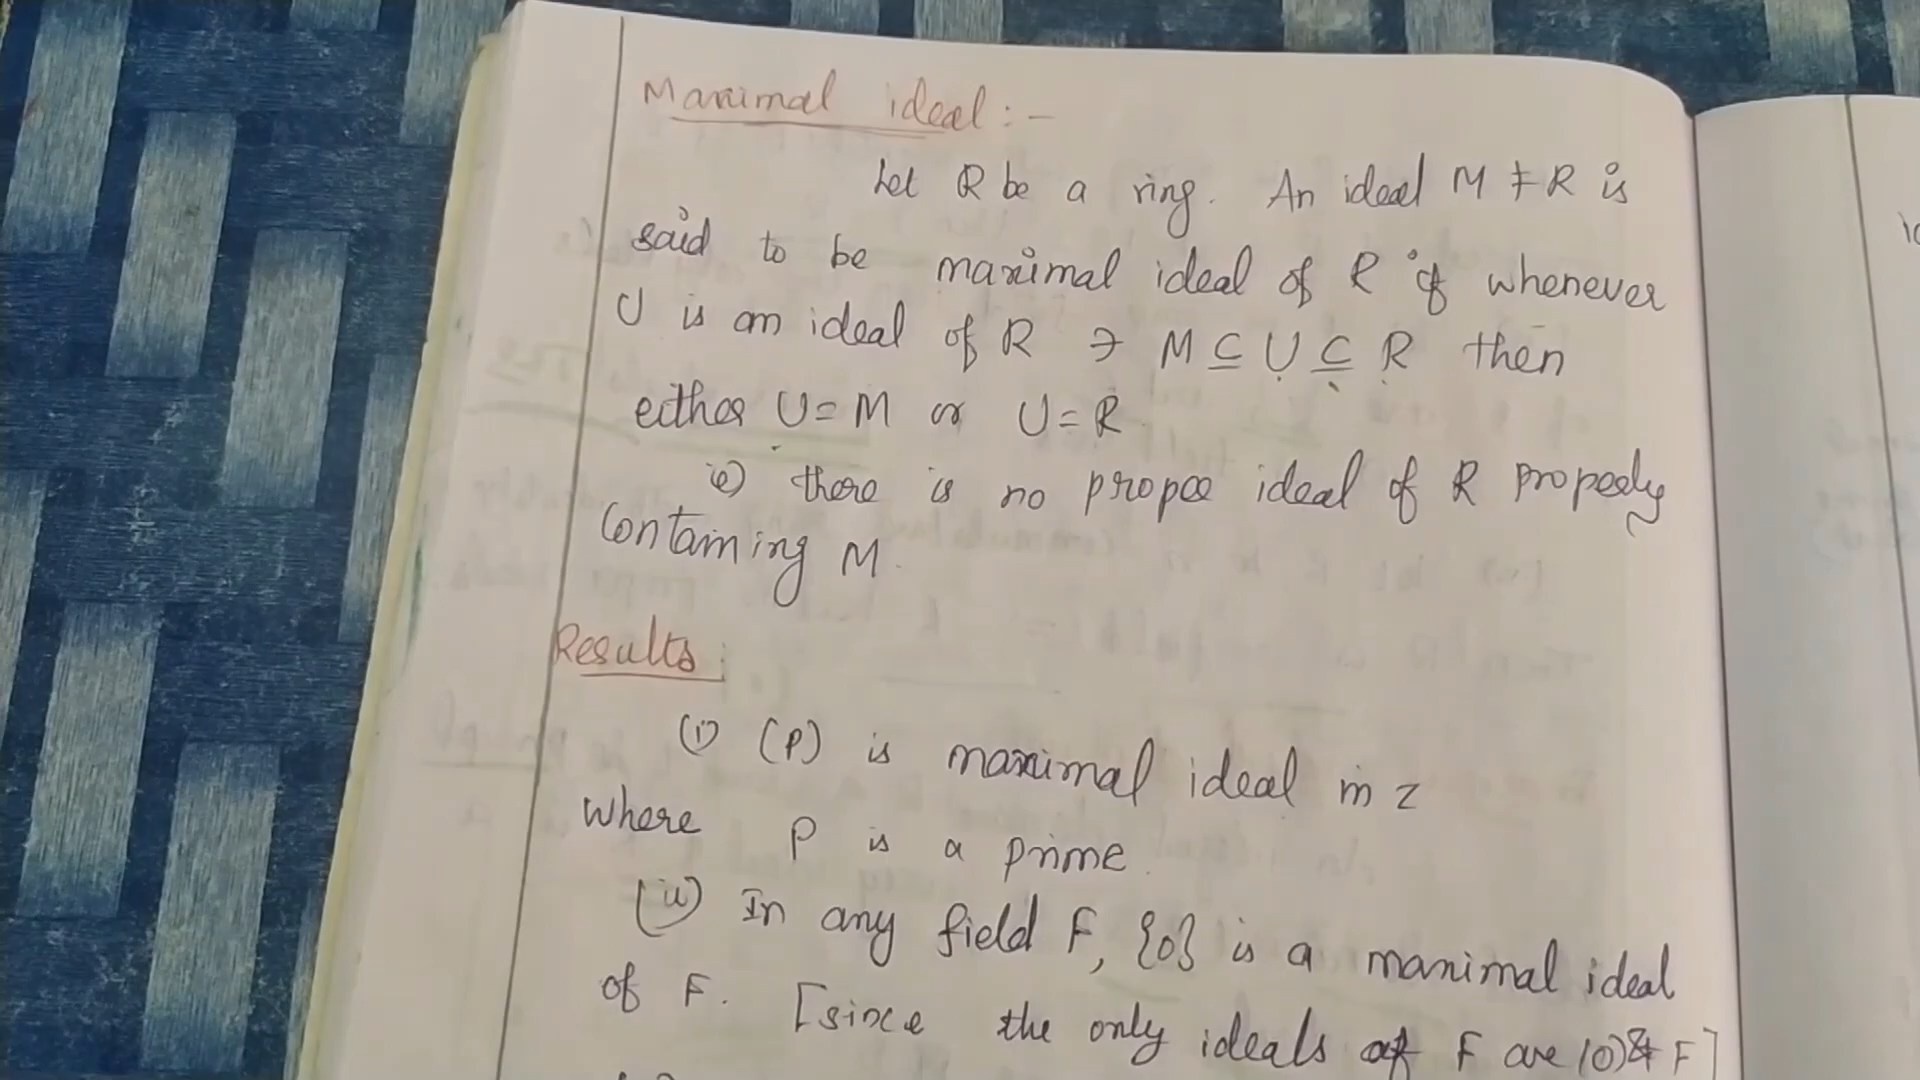 Maximal ideal :-
Let R be a ring. An ideal M ≠ R is
said to be maximal ideal of R if whenever
U is an ideal of R ∋ M ⊆ U ⊆ R then
either U = M or U = R.
ie) there is no proper ideal of R properly
containing M.
Results :
(i) (P) is maximal ideal in Z
where P is a prime.
(ii) In any field F, {0} is a maximal ideal
of F. [since the only ideals of F are (0) & F]